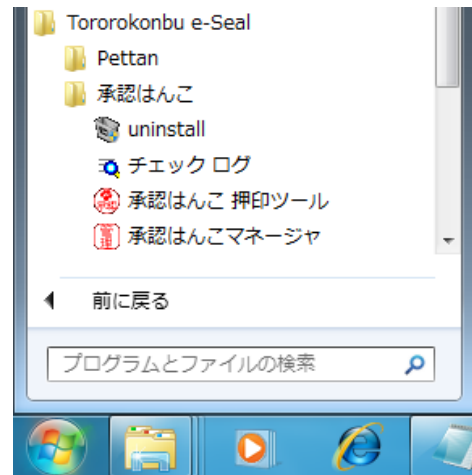 Tororokonbu e-Seal
Pettan
承認はんこ
uninstall
チェック ログ
承認はんこ 押印ツール
承認はんこマネージャ
前に戻る
プログラムとファイルの検索